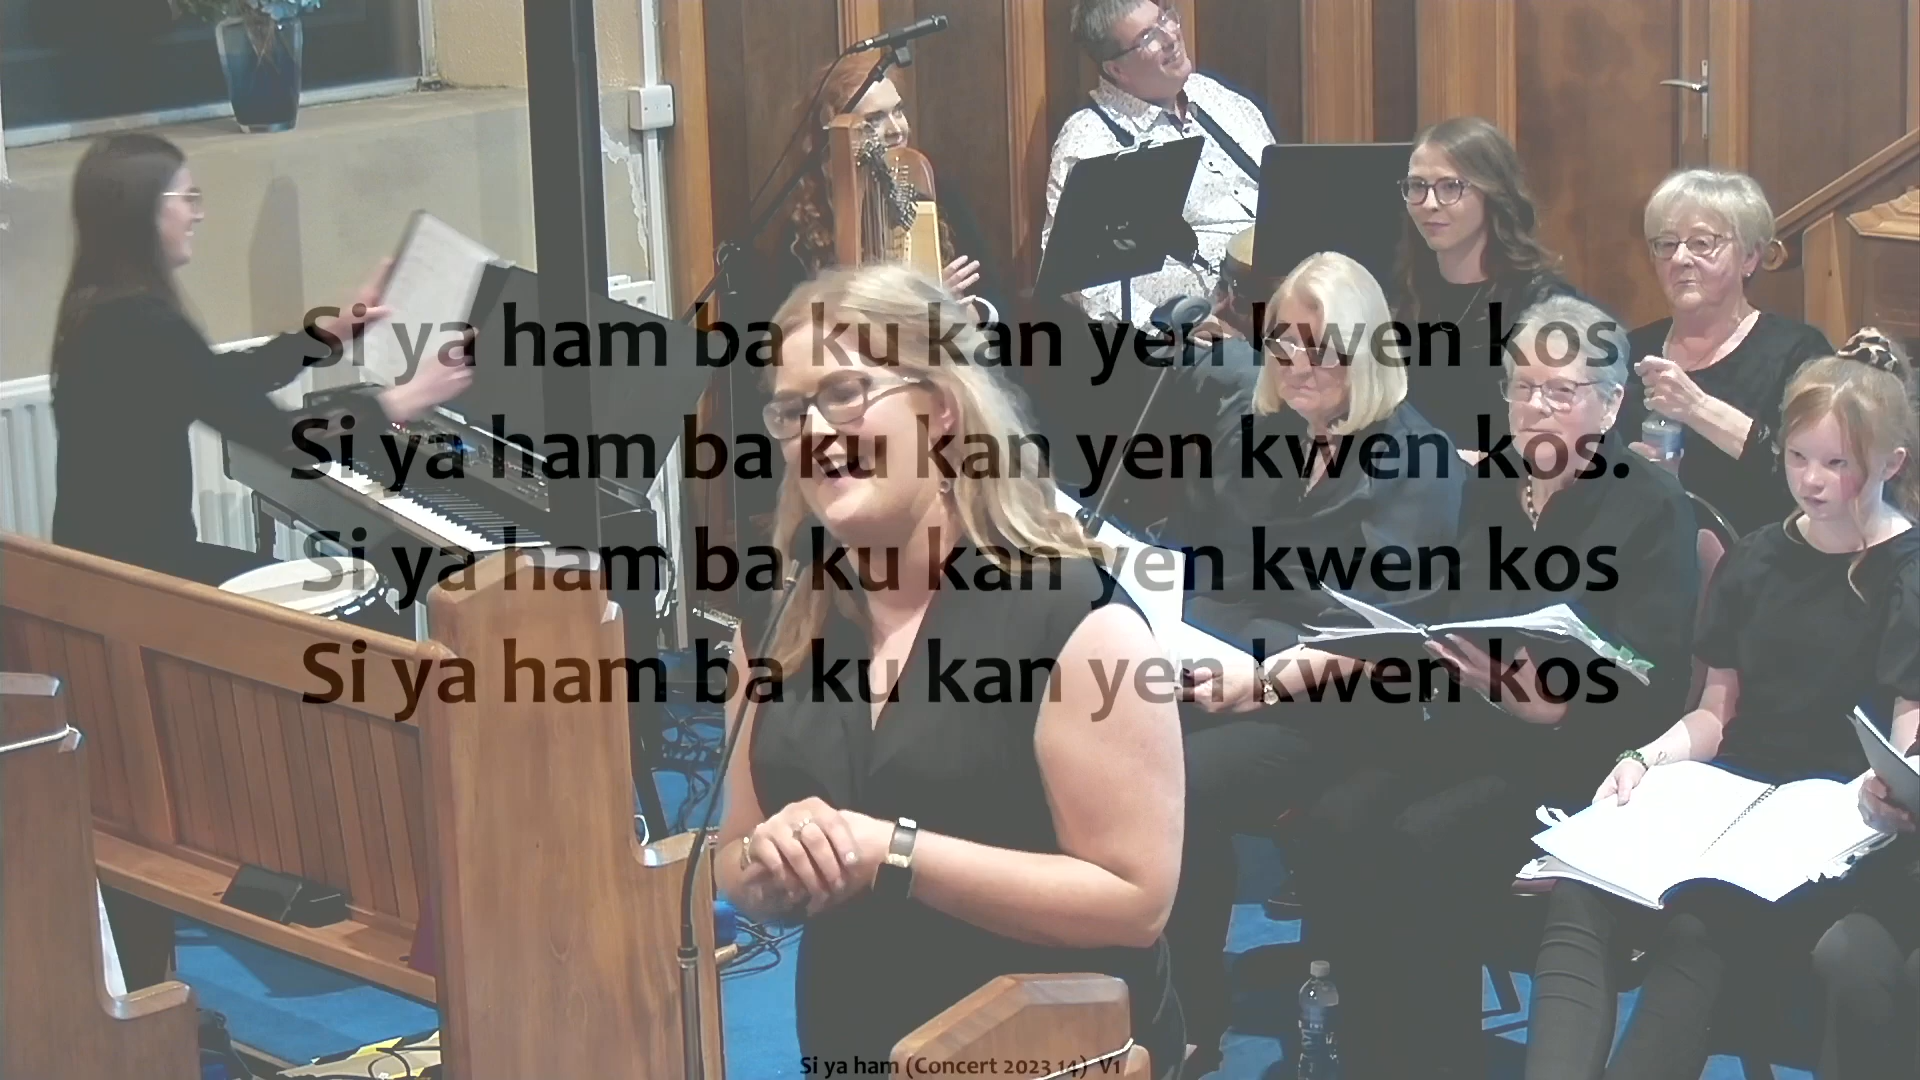 Si ya ham ba ku kan yen kwen kos
Si ya ham ba ku kan yen kwen kos.
Si ya ham ba ku kan yen kwen kos
Si ya ham ba ku kan yen kwen kos
Si ya ham (Concert 2023 14) V1